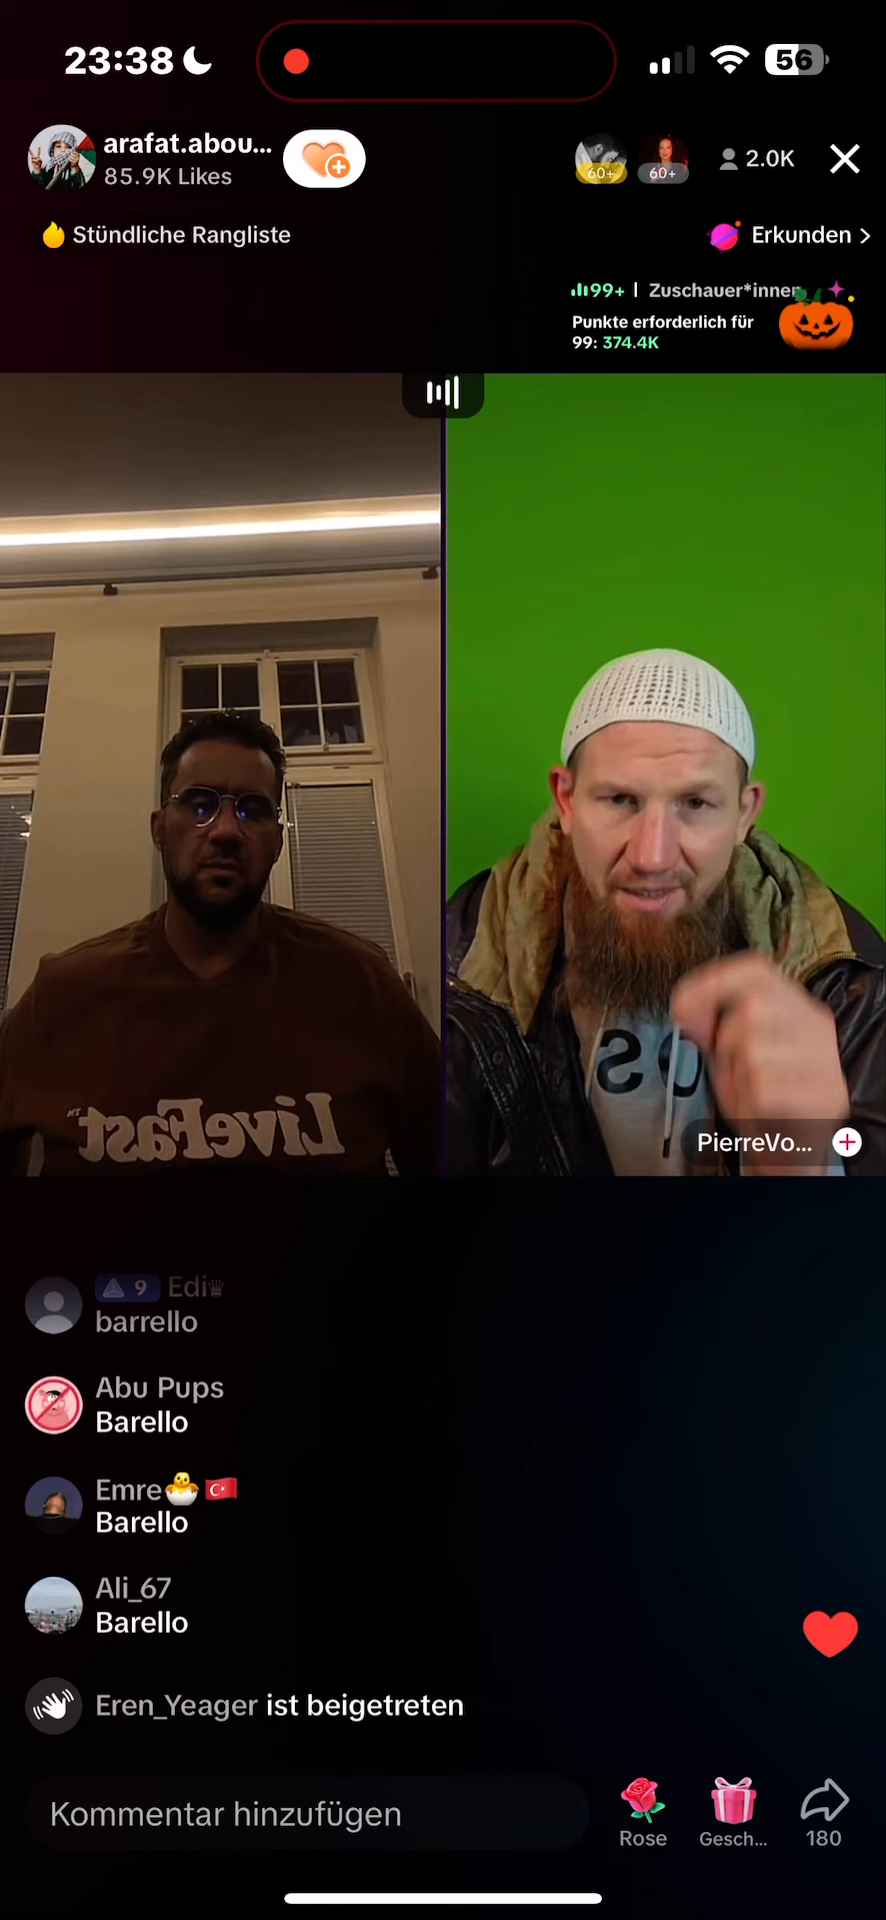 23:38
56
arafat.abou...
85.9K Likes
60+
60+
2.0K
Stündliche Rangliste
Erkunden >
99+ | Zuschauer*innen
Punkte erforderlich für
99: 374.4K
LiveFast™
PierreVo...
9 Edi♕
barrello
Abu Pups
Barello
Emre🐣🇹🇷
Barello
Ali_67
Barello
Eren_Yeager ist beigetreten
Kommentar hinzufügen
Rose
Gesch...
180